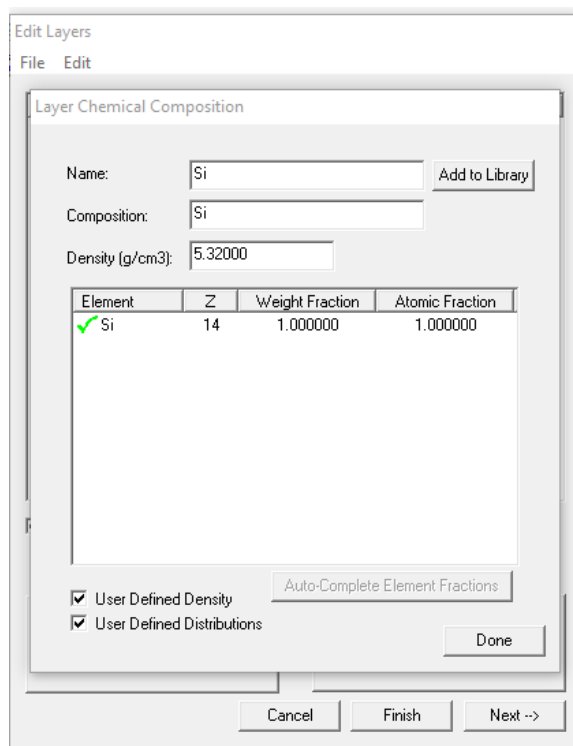 Edit Layers
File Edit
Layer Chemical Composition
Name: Si Add to Library
Composition: Si
Density (g/cm3): 5.32000
Element Z Weight Fraction Atomic Fraction
Si 14 1.000000 1.000000
Auto-Complete Element Fractions
User Defined Density
User Defined Distributions
Done
Cancel Finish Next -->